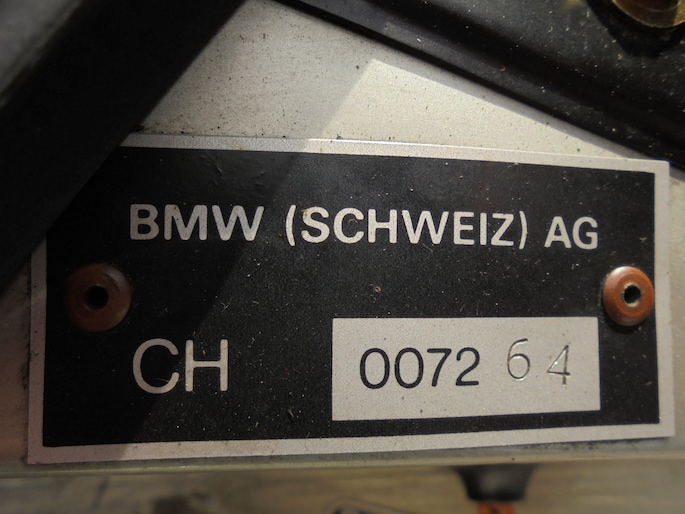 BMW (SCHWEIZ) AG
CH 0072 64